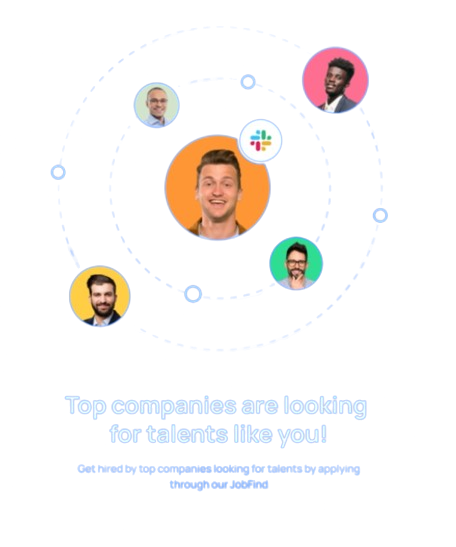 Top companies are looking
for talents like you!
Get hired by top companies looking for talents by applying
through our JobFind